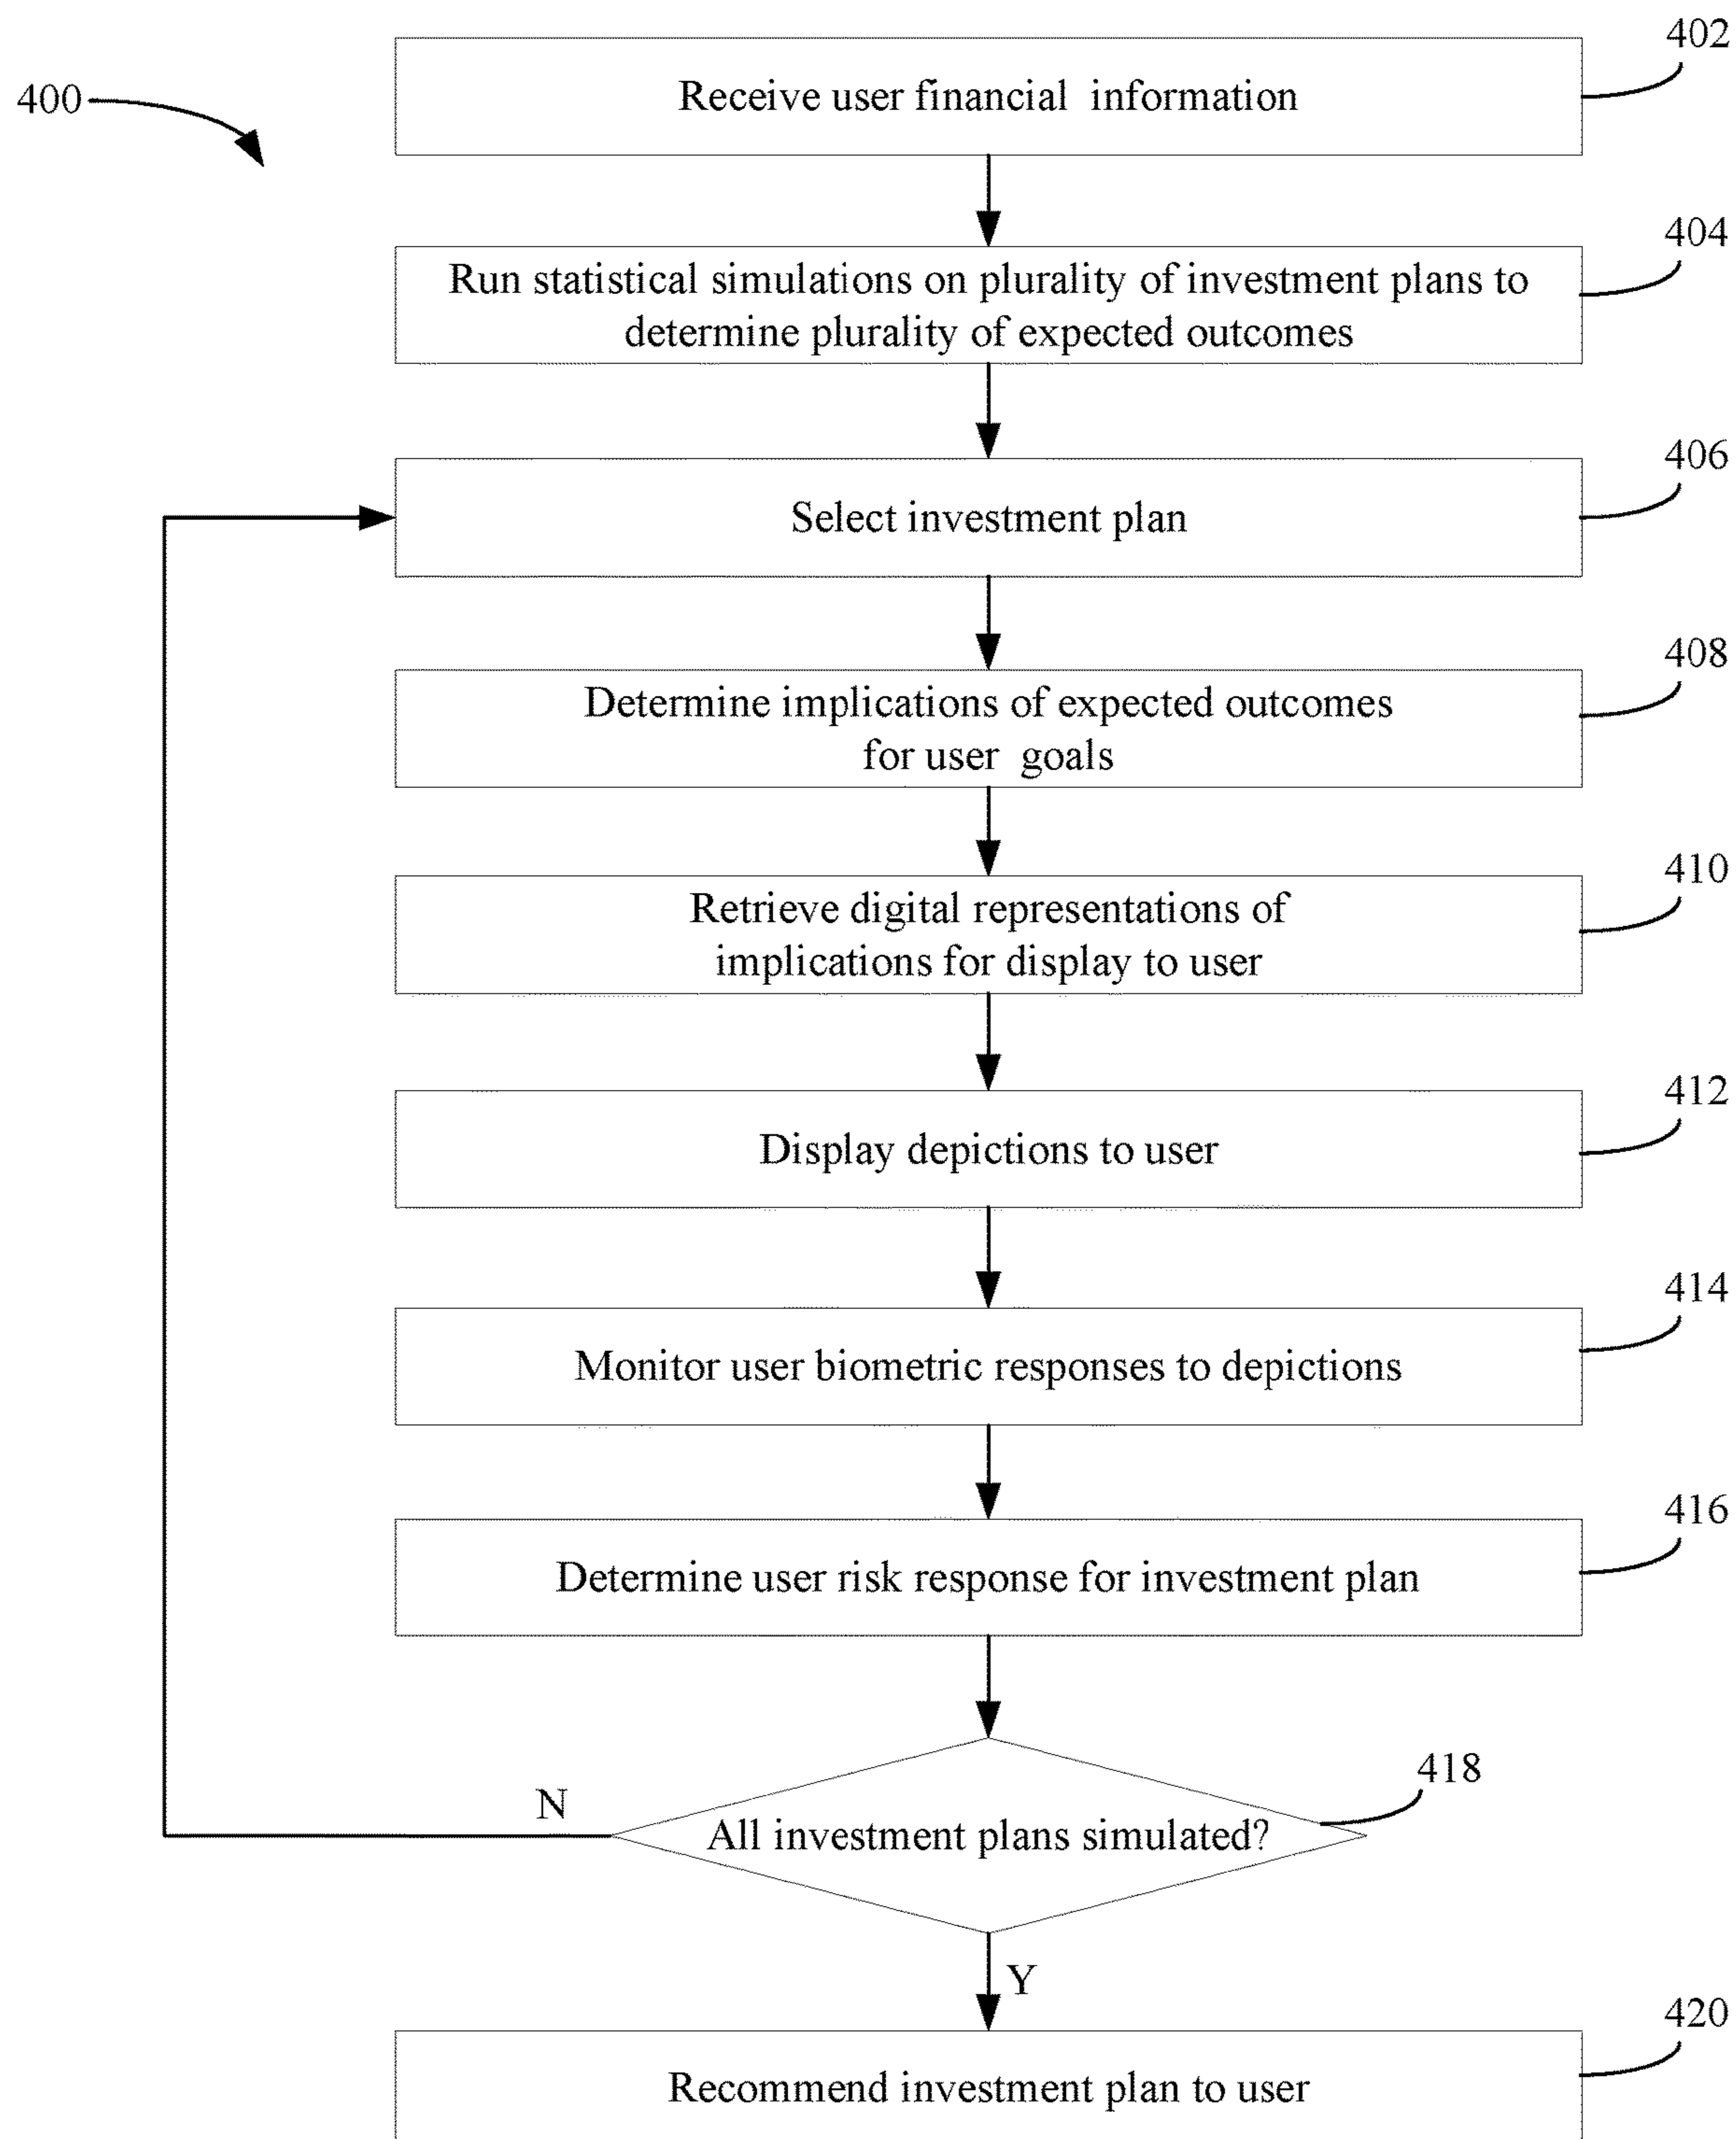 402
400
Receive user financial information
404
Run statistical simulations on plurality of investment plans to
determine plurality of expected outcomes
406
Select investment plan
408
Determine implications of expected outcomes
for user goals
410
Retrieve digital representations of
implications for display to user
412
Display depictions to user
414
Monitor user biometric responses to depictions
416
Determine user risk response for investment plan
418
N
All investment plans simulated?
Y
420
Recommend investment plan to user